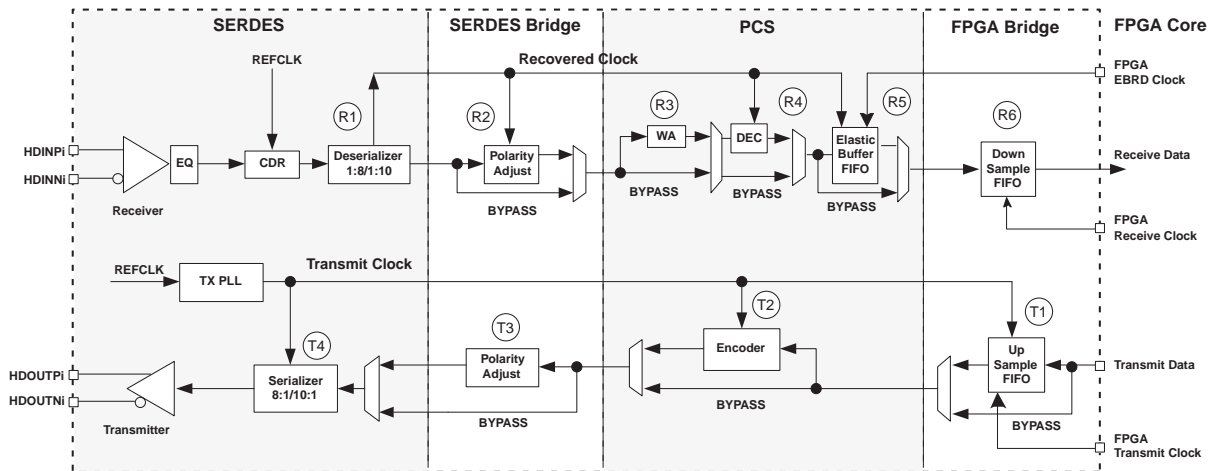 SERDES
SERDES Bridge
PCS
FPGA Bridge
FPGA Core
REFCLK
Recovered Clock
FPGA
EBRD Clock
R1
R2
R3
R4
R5
R6
HDINPi
HDINNi
EQ
CDR
Deserializer
1:8/1:10
Polarity
Adjust
WA
DEC
Elastic
Buffer
FIFO
Down
Sample
FIFO
Receive Data
Receiver
BYPASS
BYPASS
BYPASS
BYPASS
FPGA
Receive Clock
REFCLK
TX PLL
Transmit Clock
T4
T3
T2
T1
HDOUTPi
HDOUTNi
Transmitter
Serializer
8:1/10:1
Polarity
Adjust
Encoder
Up
Sample
FIFO
Transmit Data
BYPASS
BYPASS
BYPASS
FPGA
Transmit Clock